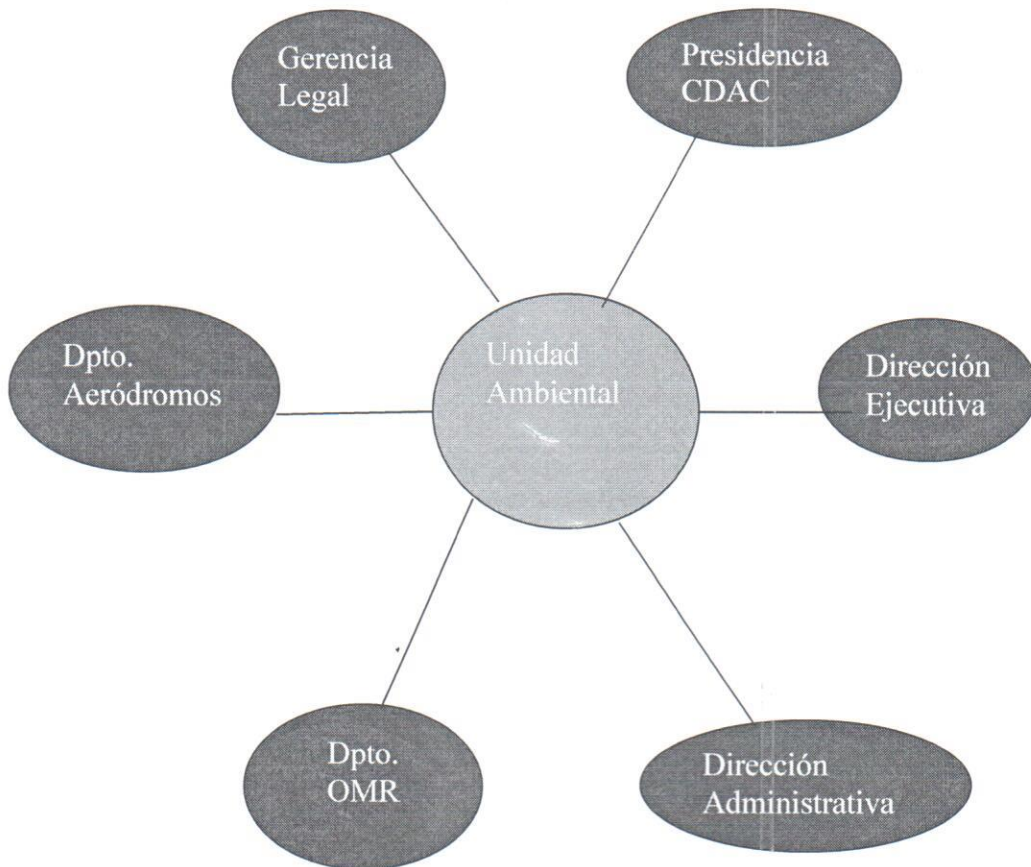 Gerencia
Legal
Presidencia
CDAC
Dpto.
Aeródromos
Unidad
Ambiental
Dirección
Ejecutiva
Dpto.
OMR
Dirección
Administrativa